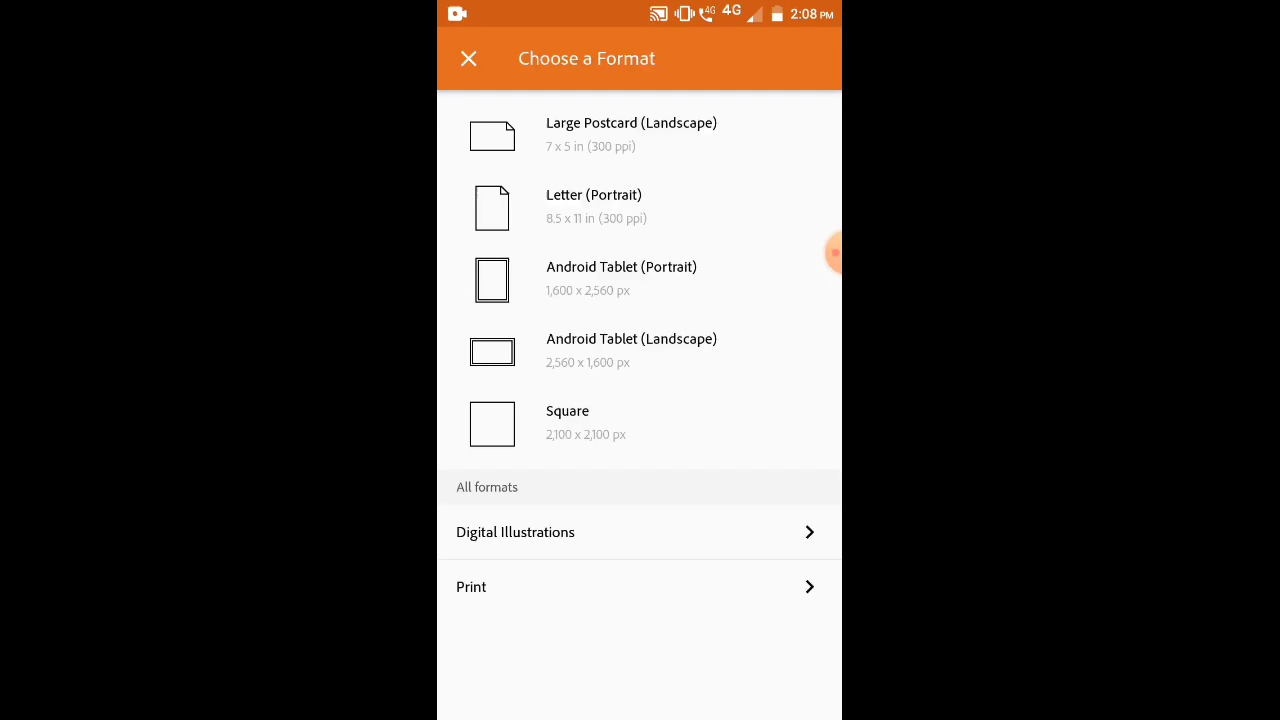 4G 4G 2:08 PM
Choose a Format
Large Postcard (Landscape)
7 x 5 in (300 ppi)
Letter (Portrait)
8.5 x 11 in (300 ppi)
Android Tablet (Portrait)
1,600 x 2,560 px
Android Tablet (Landscape)
2,560 x 1,600 px
Square
2,100 x 2,100 px
All formats
Digital Illustrations
Print